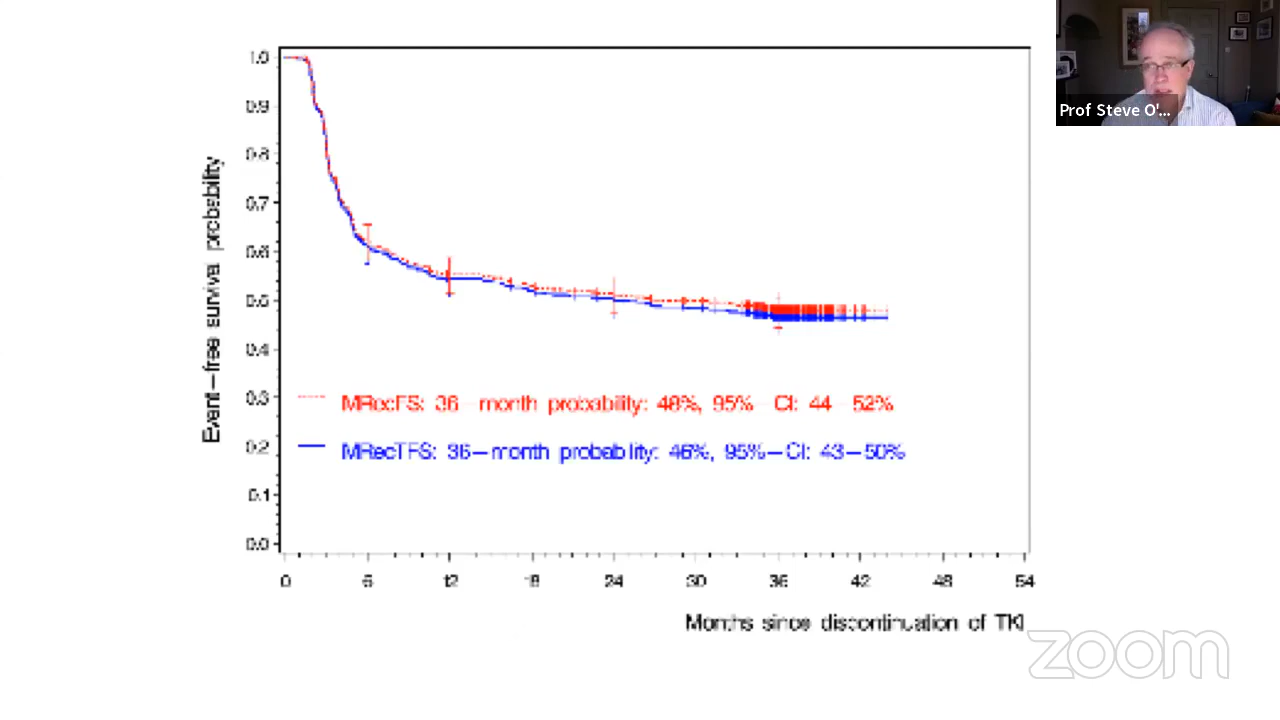 Prof Steve O'...
1.0
0.9
0.8
0.7
0.6
0.5
0.4
0.3
0.2
0.1
0.0
Event-free survival probability
MRecFS: 36-month probability: 48%, 95%-CI: 44-52%
MRecTFS: 36-month probability: 46%, 95%-CI: 43-50%
0 6 12 18 24 30 36 42 48 54
Months since discontinuation of TKI
zoom